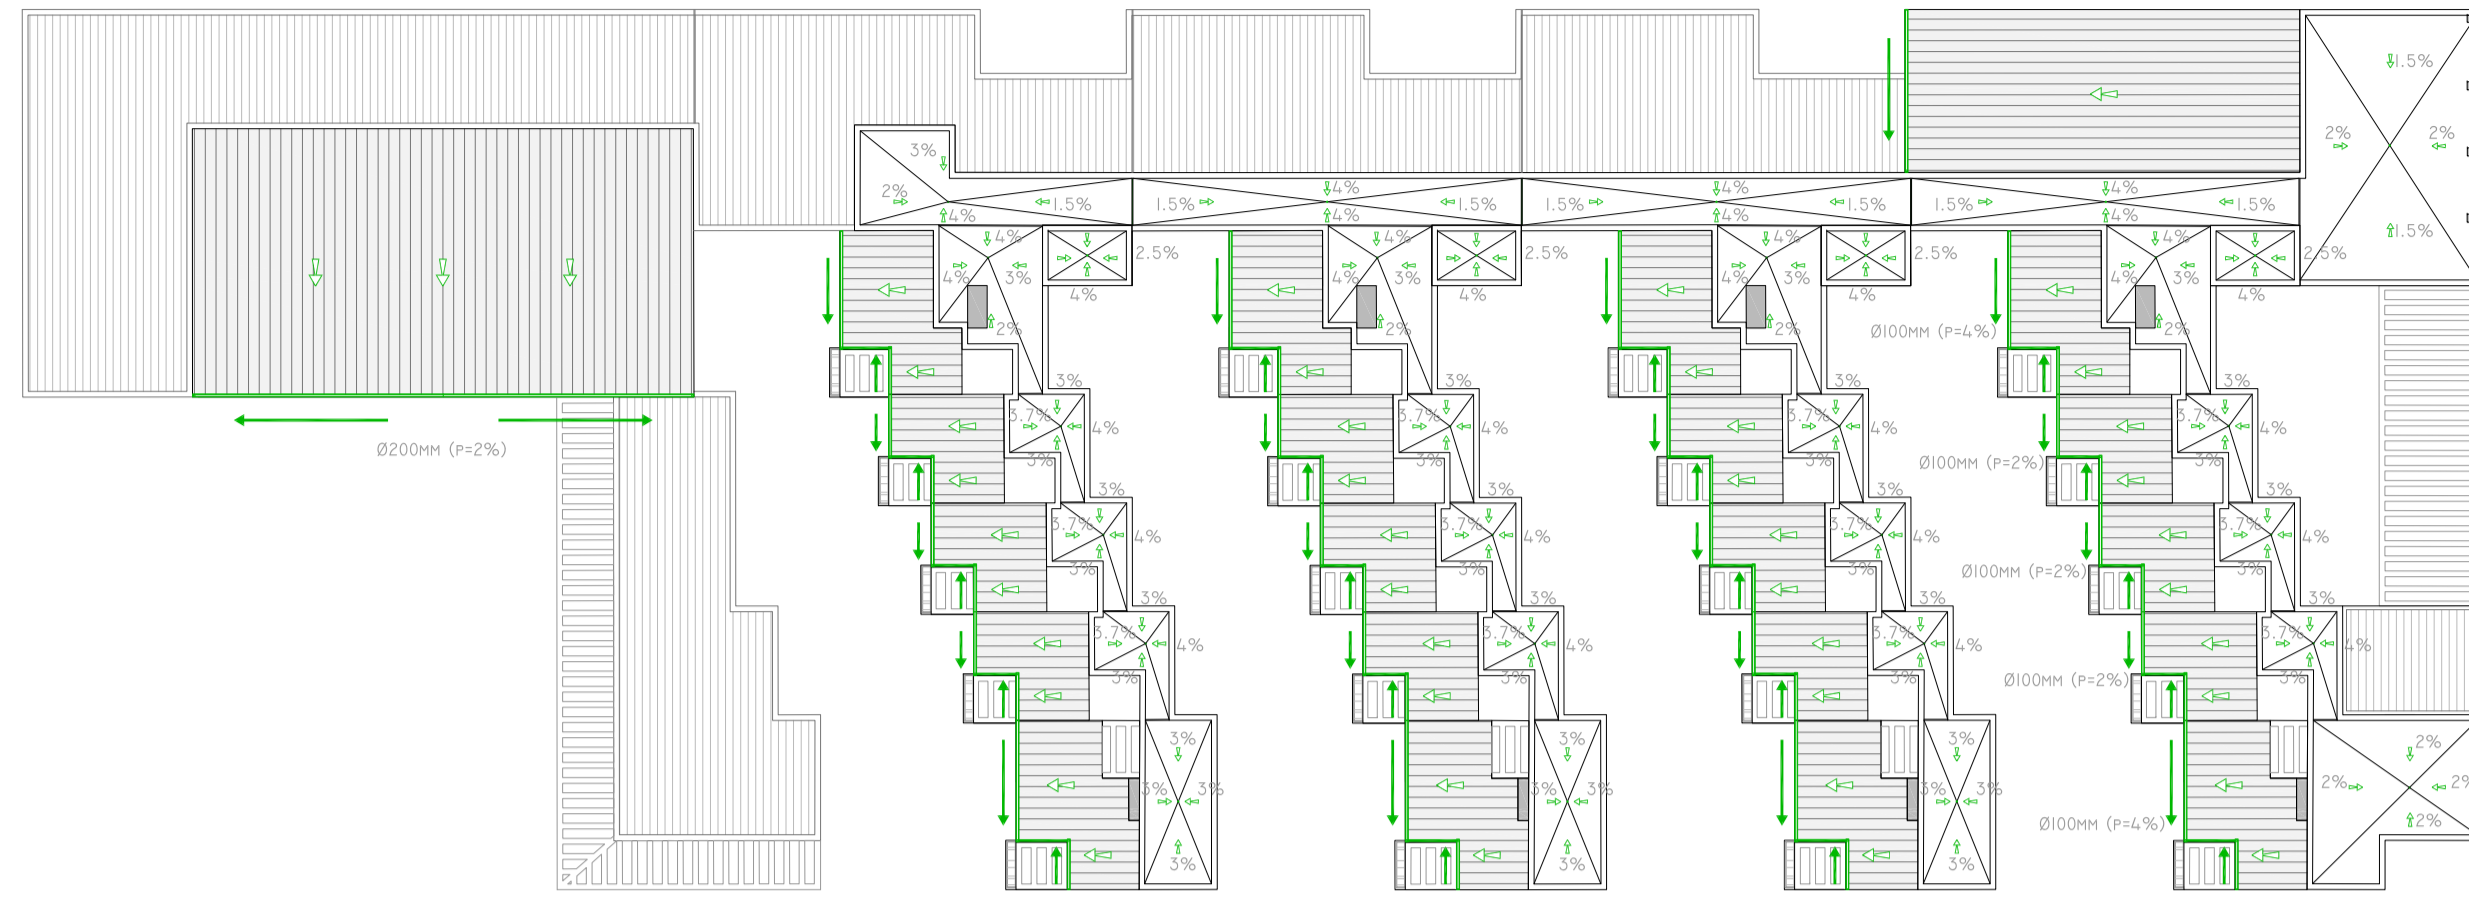 1.5%
2% 2%
3%
4% 4% 4%
2%
1.5% 1.5% 1.5% 1.5% 1.5% 1.5% 1.5%
4% 4% 4% 4%
1.5%
4% 4% 4% 4%
2.5% 2.5% 2.5% 2.5%
4% 3% 4% 3% 4% 3% 4% 3%
4% 4% 4% 4%
2% 2% 2% 2%
Ø100MM (P=4%)
3% 3% 3% 3%
3.7% 3.7% 3.7% 3.7%
4% 4% 4% 4%
Ø200MM (P=2%)
3% 3% 3% 3%
Ø100MM (P=2%)
3% 3% 3% 3%
3.7% 3.7% 3.7% 3.7%
4% 4% 4% 4%
3% 3% 3% 3%
Ø100MM (P=2%)
3% 3% 3%
3.7% 3.7% 3.7% 3.7%
4% 4% 4% 4%
3% 3% 3% 3%
Ø100MM (P=2%)
3% 3% 3% 2%
3% 3% 3% 3% 3% 3% 2% 2%
Ø100MM (P=4%)
2%
3% 3% 3%